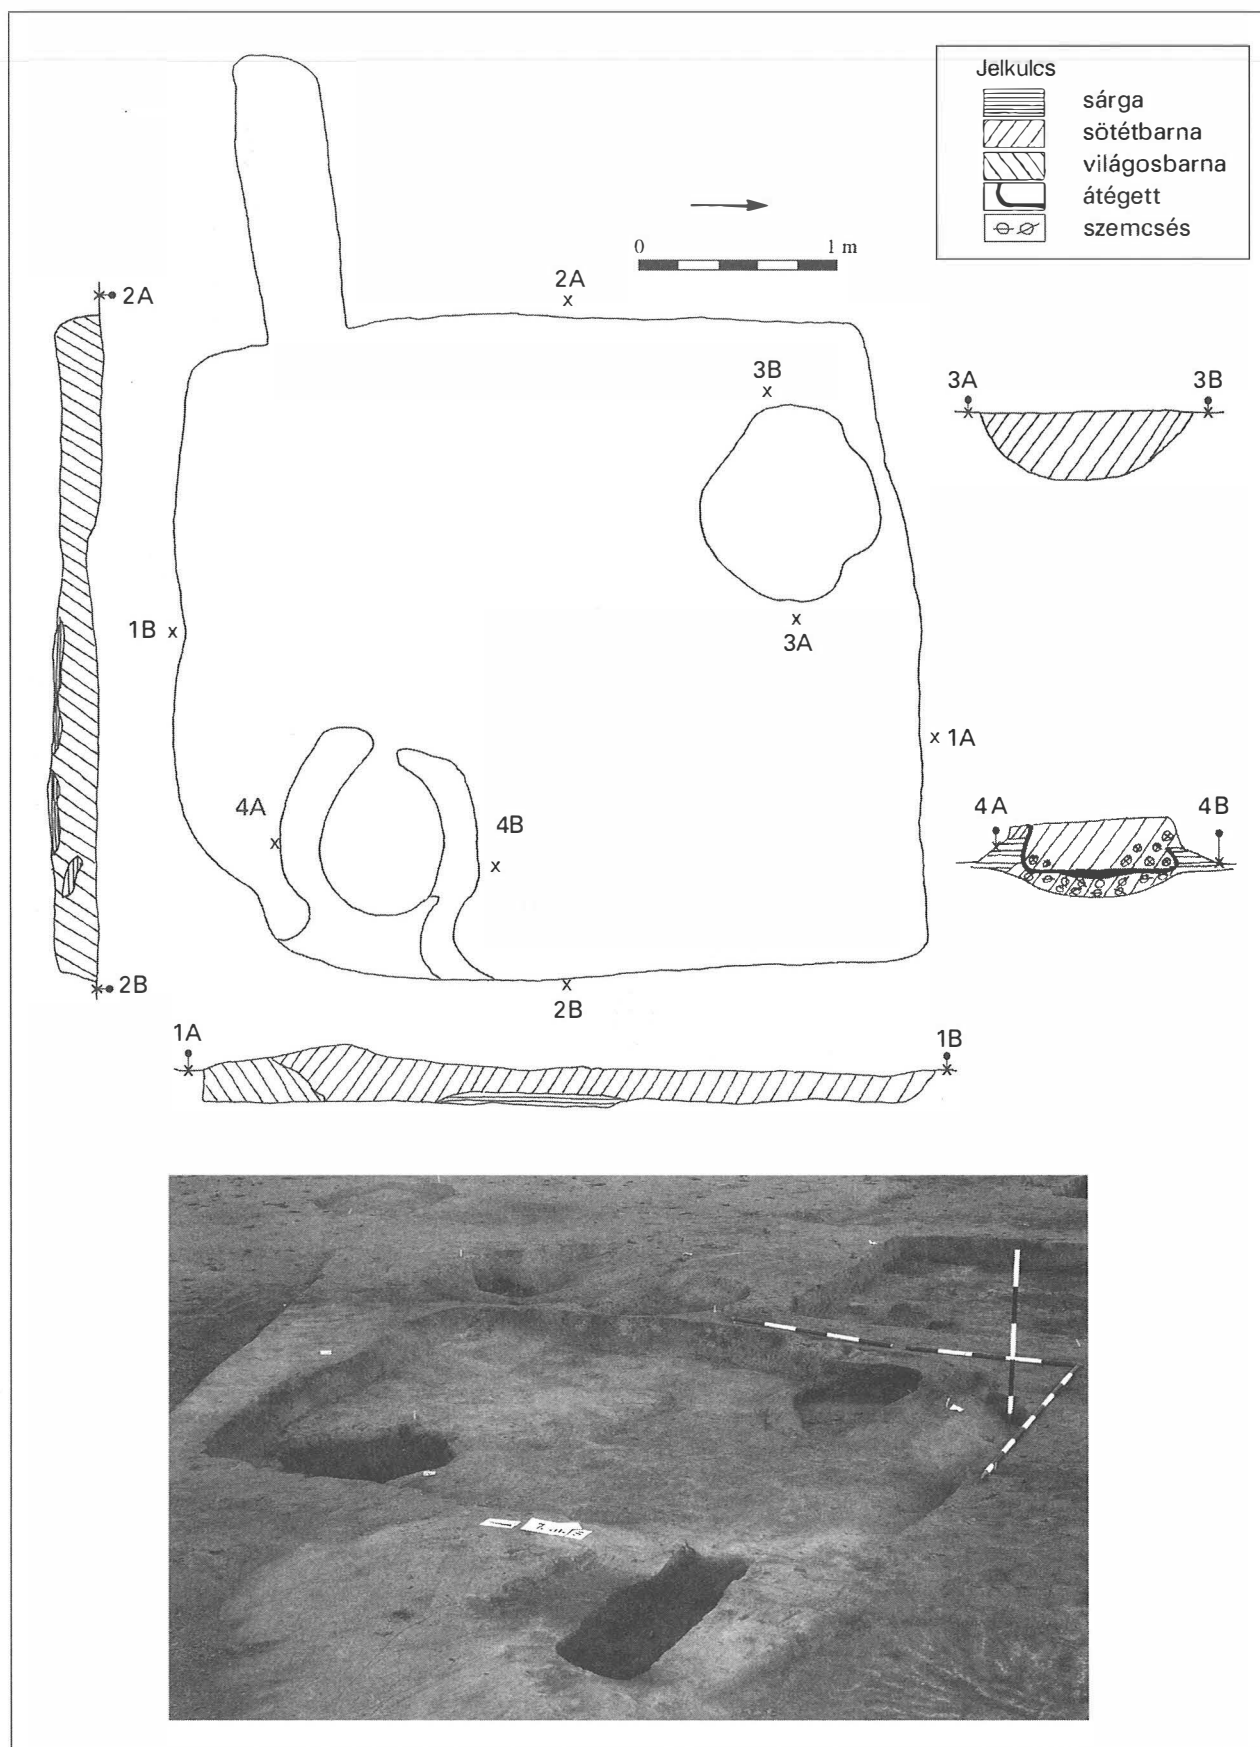 Jelkulcs
sárga
sötétbarna
világosbarna
átégett
szemcsés
0 1 m
2A
2A
3B
3A 3B
1B
3A
1A
4A
4B
4A 4B
2B
2B
1A 1B